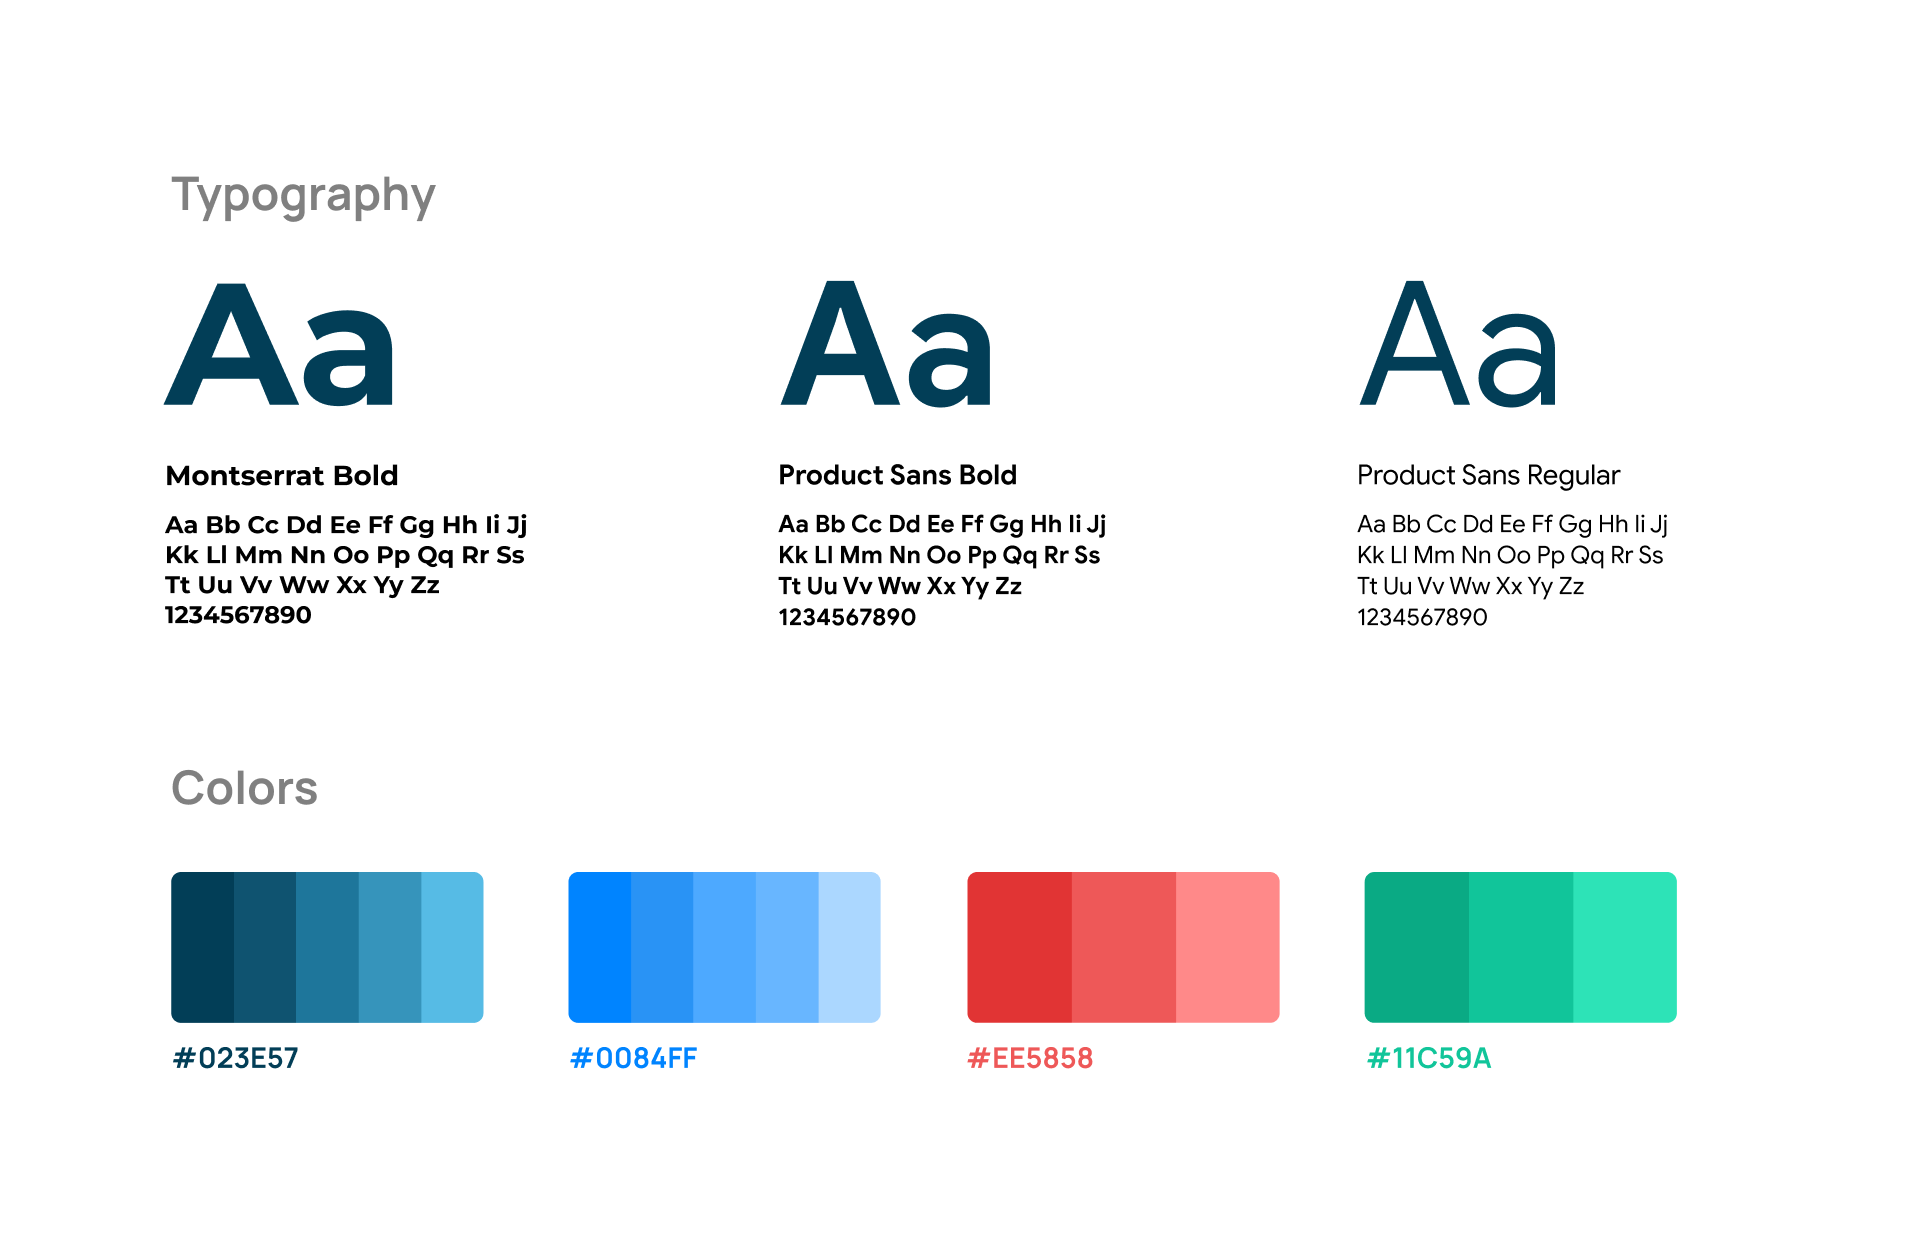 Typography
Aa
Aa
Aa
Montserrat Bold
Aa Bb Cc Dd Ee Ff Gg Hh Ii Jj
Kk Ll Mm Nn Oo Pp Qq Rr Ss
Tt Uu Vv Ww Xx Yy Zz
1234567890
Product Sans Bold
Aa Bb Cc Dd Ee Ff Gg Hh Ii Jj
Kk Ll Mm Nn Oo Pp Qq Rr Ss
Tt Uu Vv Ww Xx Yy Zz
1234567890
Product Sans Regular
Aa Bb Cc Dd Ee Ff Gg Hh Ii Jj
Kk Ll Mm Nn Oo Pp Qq Rr Ss
Tt Uu Vv Ww Xx Yy Zz
1234567890
Colors
#023E57
#0084FF
#EE5858
#11C59A